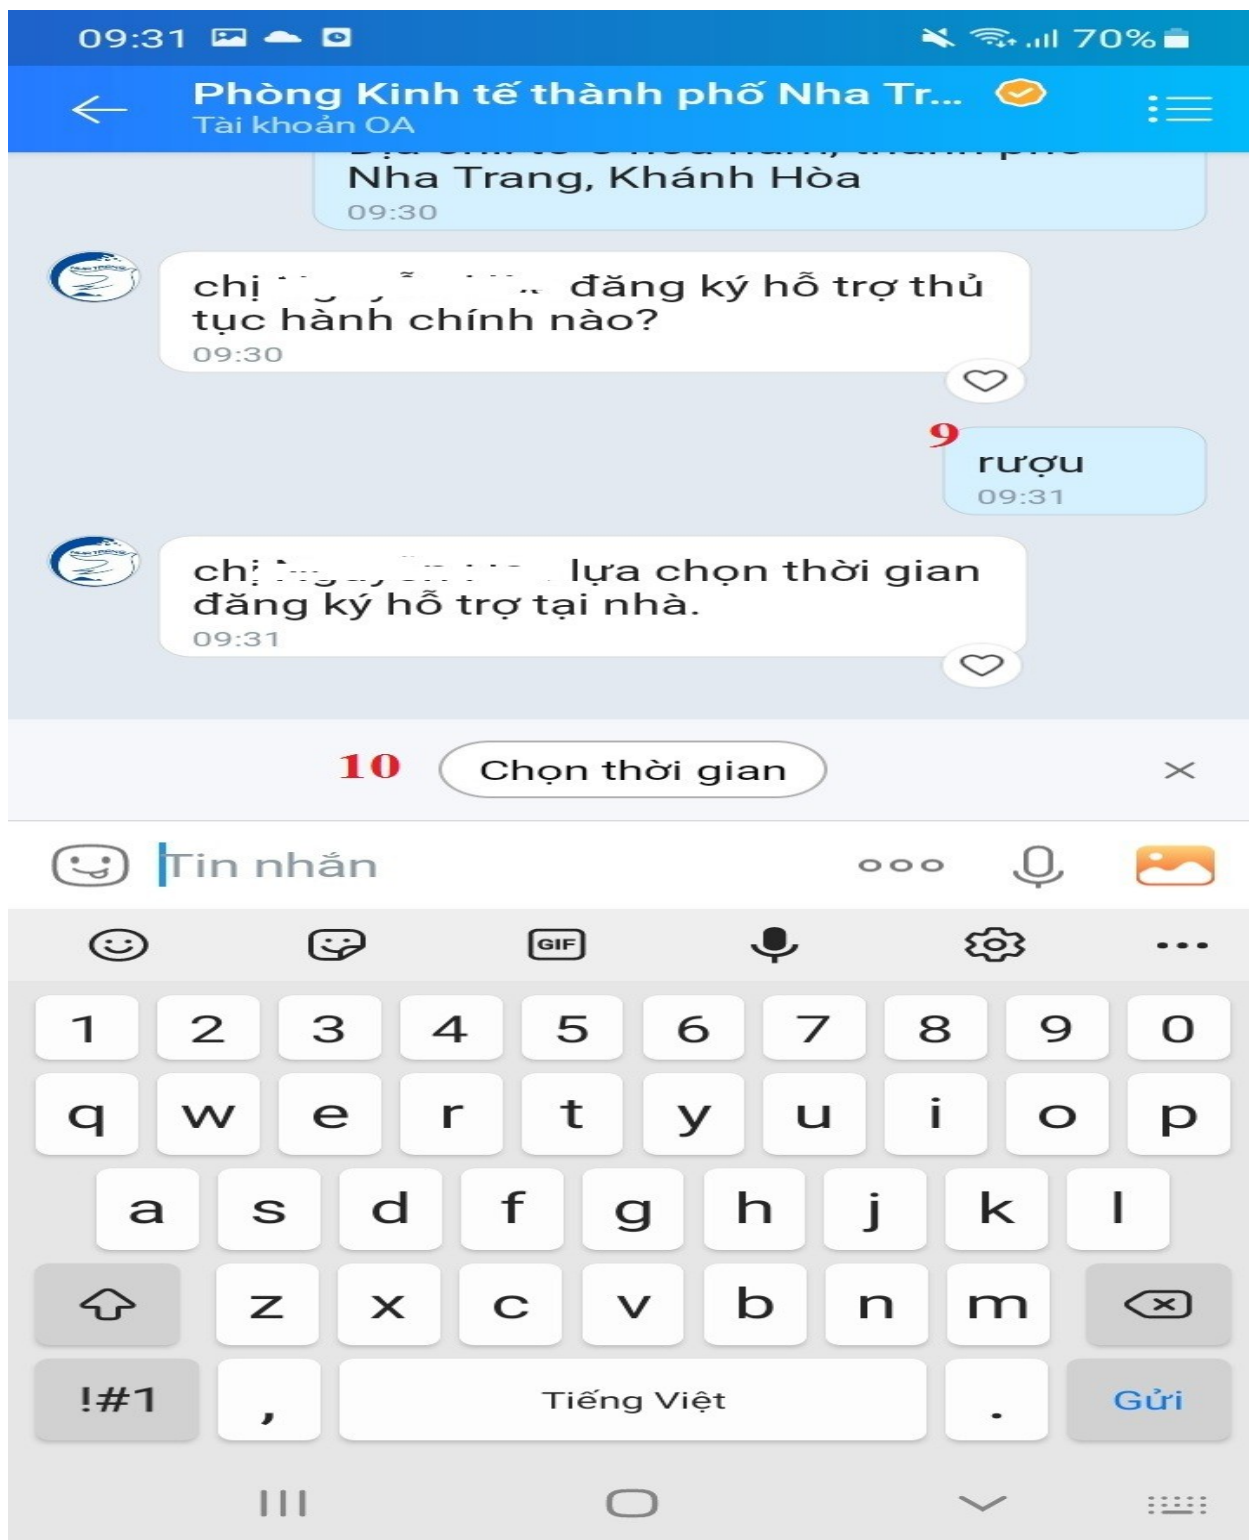 09:31
70%
Phòng Kinh tế thành phố Nha Tr...
Tài khoản OA
Nha Trang, Khánh Hòa
09:30
chị đăng ký hỗ trợ thủ
tục hành chính nào?
09:30
9
rượu
09:31
lựa chọn thời gian
đăng ký hỗ trợ tại nhà.
09:31
10 Chọn thời gian
Tin nhắn
GIF
1 2 3 4 5 6 7 8 9 0
q w e r t y u i o p
a s d f g h j k l
z x c v b n m
!#1 , Tiếng Việt . Gửi